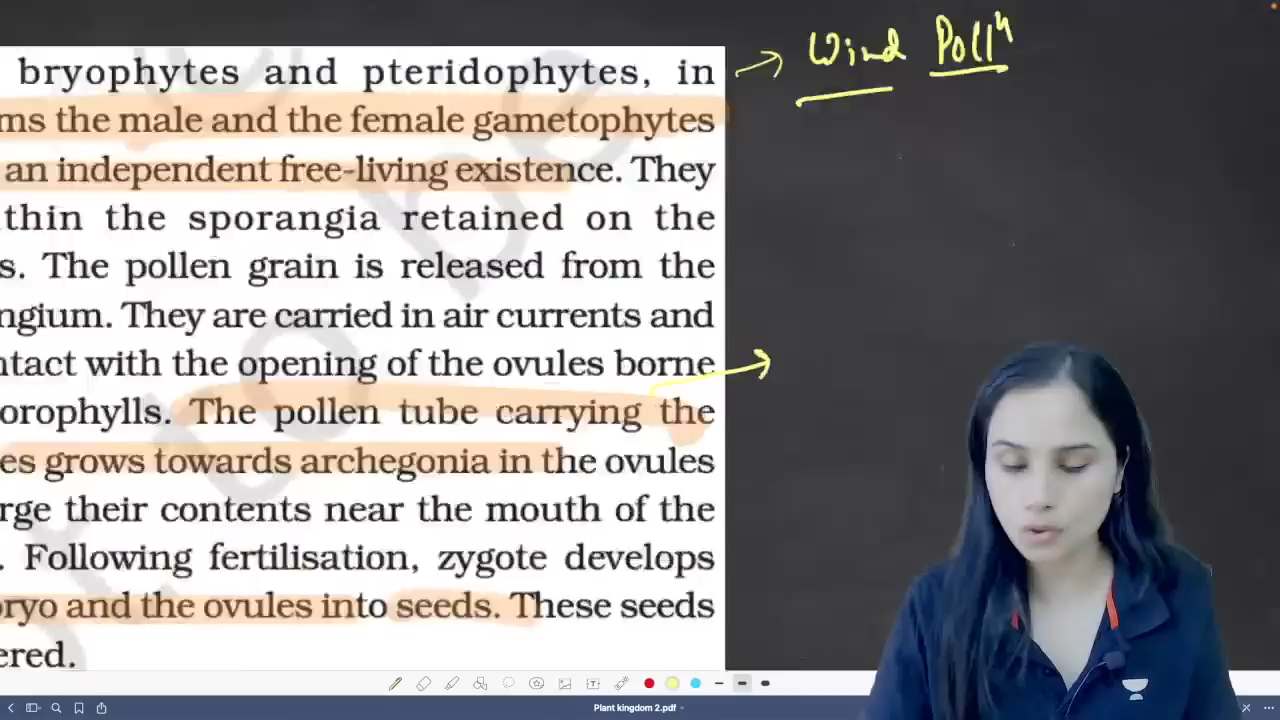 Wind Pollⁿ
bryophytes and pteridophytes, in
ms the male and the female gametophytes
an independent free-living existence. They
thin the sporangia retained on the
s. The pollen grain is released from the
ngium. They are carried in air currents and
ntact with the opening of the ovules borne
orophylls. The pollen tube carrying the
es grows towards archegonia in the ovules
rge their contents near the mouth of the
. Following fertilisation, zygote develops
bryo and the ovules into seeds. These seeds
ered.
Plant kingdom 2.pdf